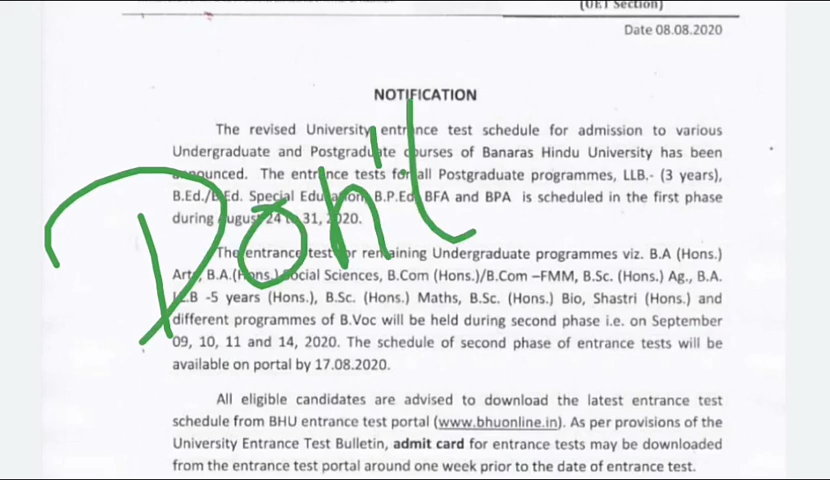 (UET Section)
Date 08.08.2020
NOTIFICATION
The revised University entrance test schedule for admission to various
Undergraduate and Postgraduate courses of Banaras Hindu University has been
announced. The entrance tests for all Postgraduate programmes, LLB.- (3 years),
B.Ed./B.Ed. Special Education, B.P.Ed, BFA and BPA is scheduled in the first phase
during August 24 to 31, 2020.
The entrance test for remaining Undergraduate programmes viz. B.A (Hons.)
Arts, B.A.(Hons.) Social Sciences, B.Com (Hons.)/B.Com –FMM, B.Sc. (Hons.) Ag., B.A.
LLB -5 years (Hons.), B.Sc. (Hons.) Maths, B.Sc. (Hons.) Bio, Shastri (Hons.) and
different programmes of B.Voc will be held during second phase i.e. on September
09, 10, 11 and 14, 2020. The schedule of second phase of entrance tests will be
available on portal by 17.08.2020.
All eligible candidates are advised to download the latest entrance test
schedule from BHU entrance test portal (www.bhuonline.in). As per provisions of the
University Entrance Test Bulletin, admit card for entrance tests may be downloaded
from the entrance test portal around one week prior to the date of entrance test.